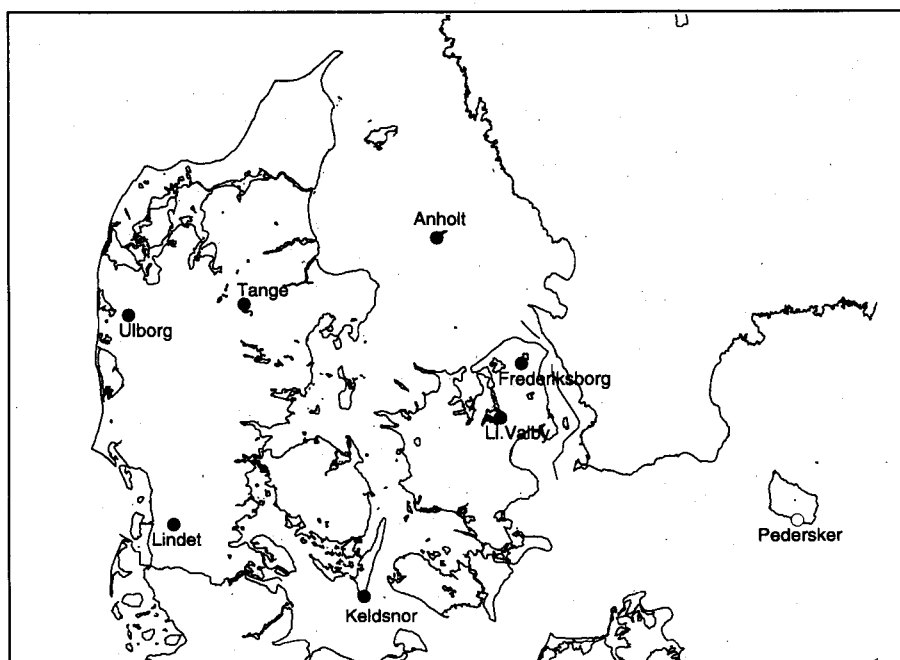 Anholt
Tange
Ulborg
Frederiksborg
Ll.Valby
Lindet
Pedersker
Keldsnor